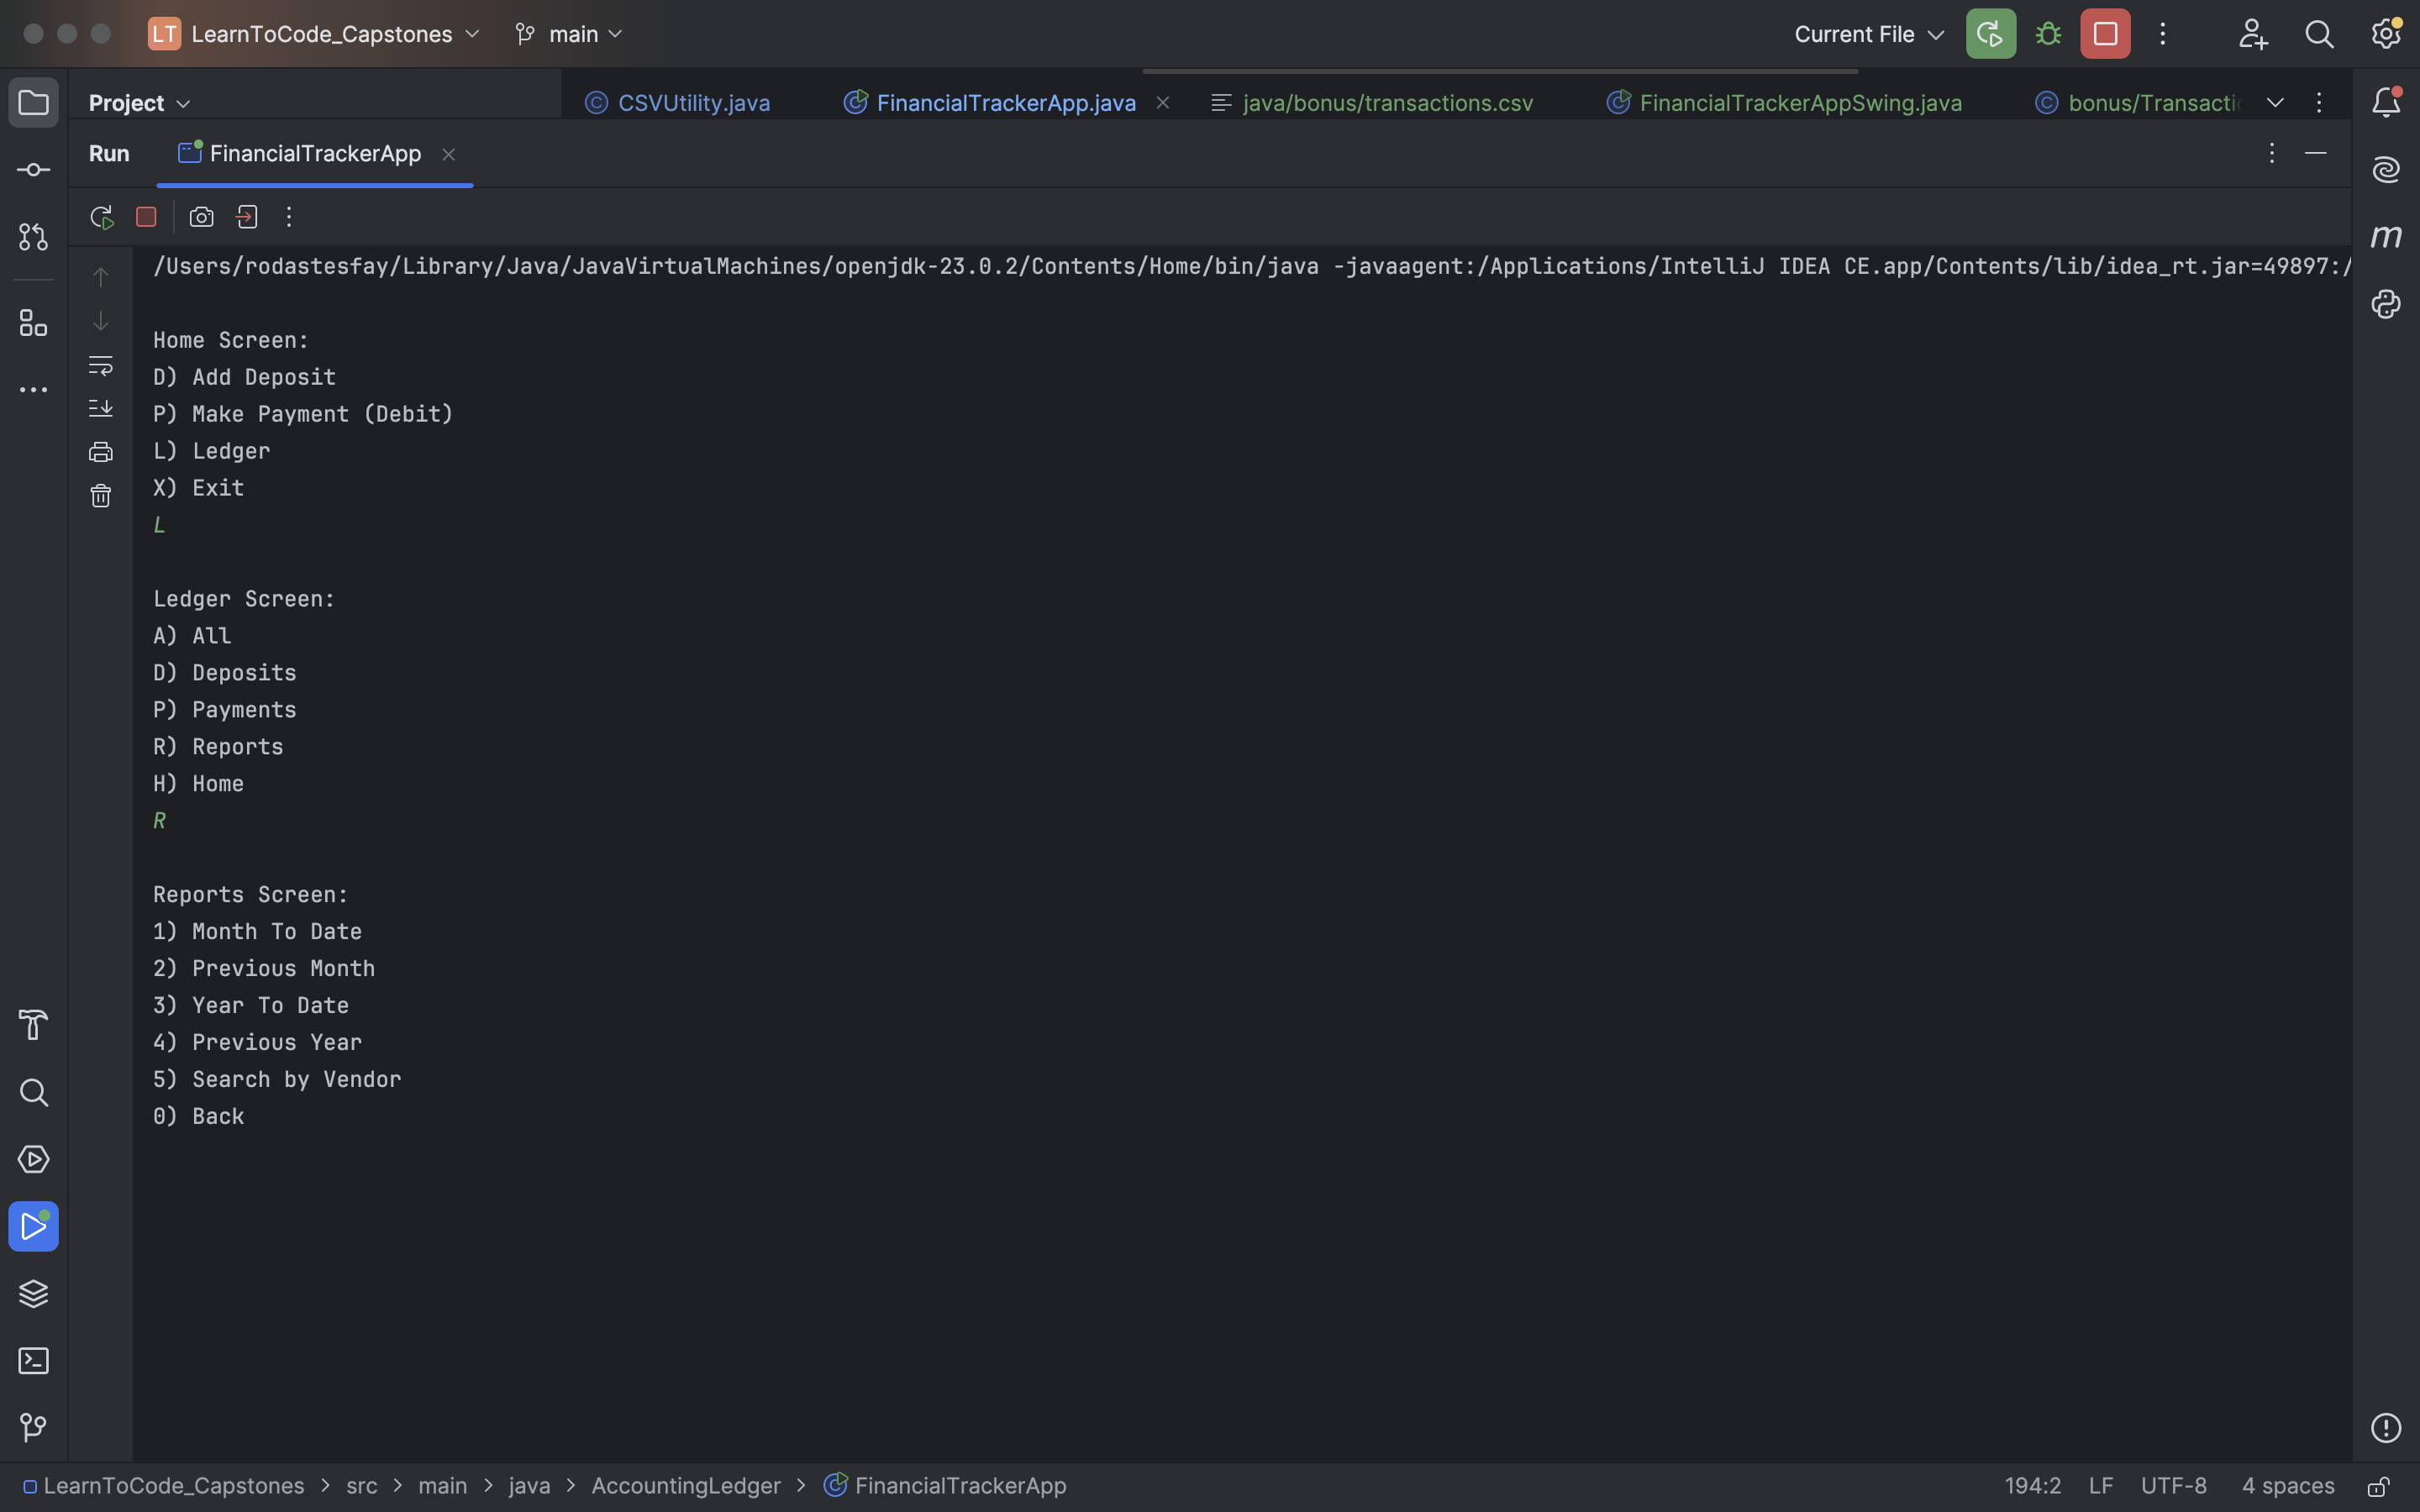 LT LearnToCode_Capstones main Current File
Project CSVUtility.java FinancialTrackerApp.java java/bonus/transactions.csv FinancialTrackerAppSwing.java bonus/Transacti
Run FinancialTrackerApp
/Users/rodastesfay/Library/Java/JavaVirtualMachines/openjdk-23.0.2/Contents/Home/bin/java -javaagent:/Applications/IntelliJ IDEA CE.app/Contents/lib/idea_rt.jar=49897:/
Home Screen:
D) Add Deposit
P) Make Payment (Debit)
L) Ledger
X) Exit
L
Ledger Screen:
A) All
D) Deposits
P) Payments
R) Reports
H) Home
R
Reports Screen:
1) Month To Date
2) Previous Month
3) Year To Date
4) Previous Year
5) Search by Vendor
0) Back
LearnToCode_Capstones > src > main > java > AccountingLedger > FinancialTrackerApp 194:2 LF UTF-8 4 spaces